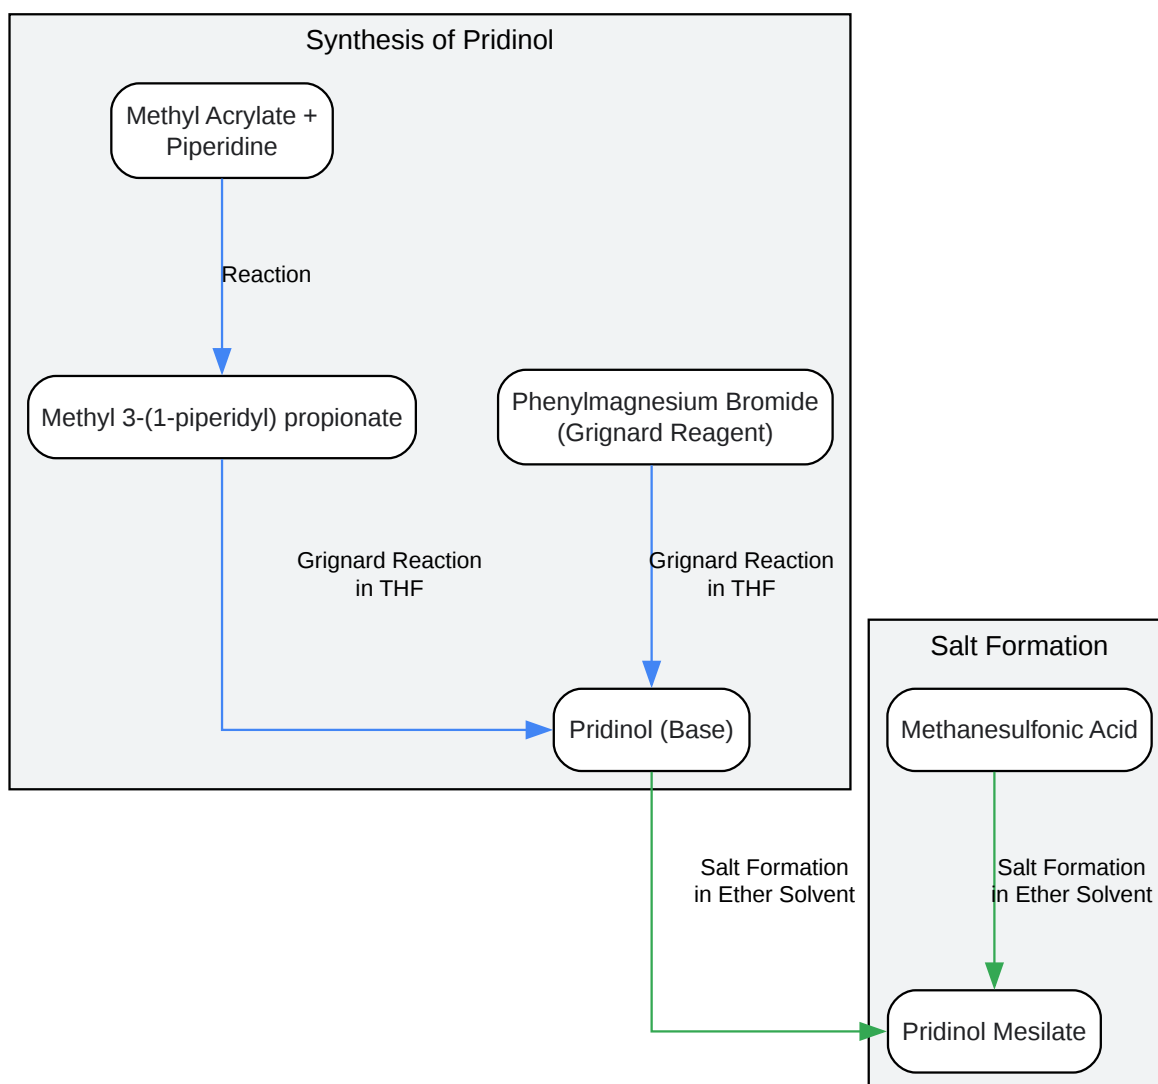 Synthesis of Pridinol
Methyl Acrylate +
Piperidine
Reaction
Methyl 3-(1-piperidyl) propionate
Phenylmagnesium Bromide
(Grignard Reagent)
Grignard Reaction
in THF
Grignard Reaction
in THF
Pridinol (Base)
Salt Formation
Methanesulfonic Acid
Salt Formation
in Ether Solvent
Salt Formation
in Ether Solvent
Pridinol Mesilate